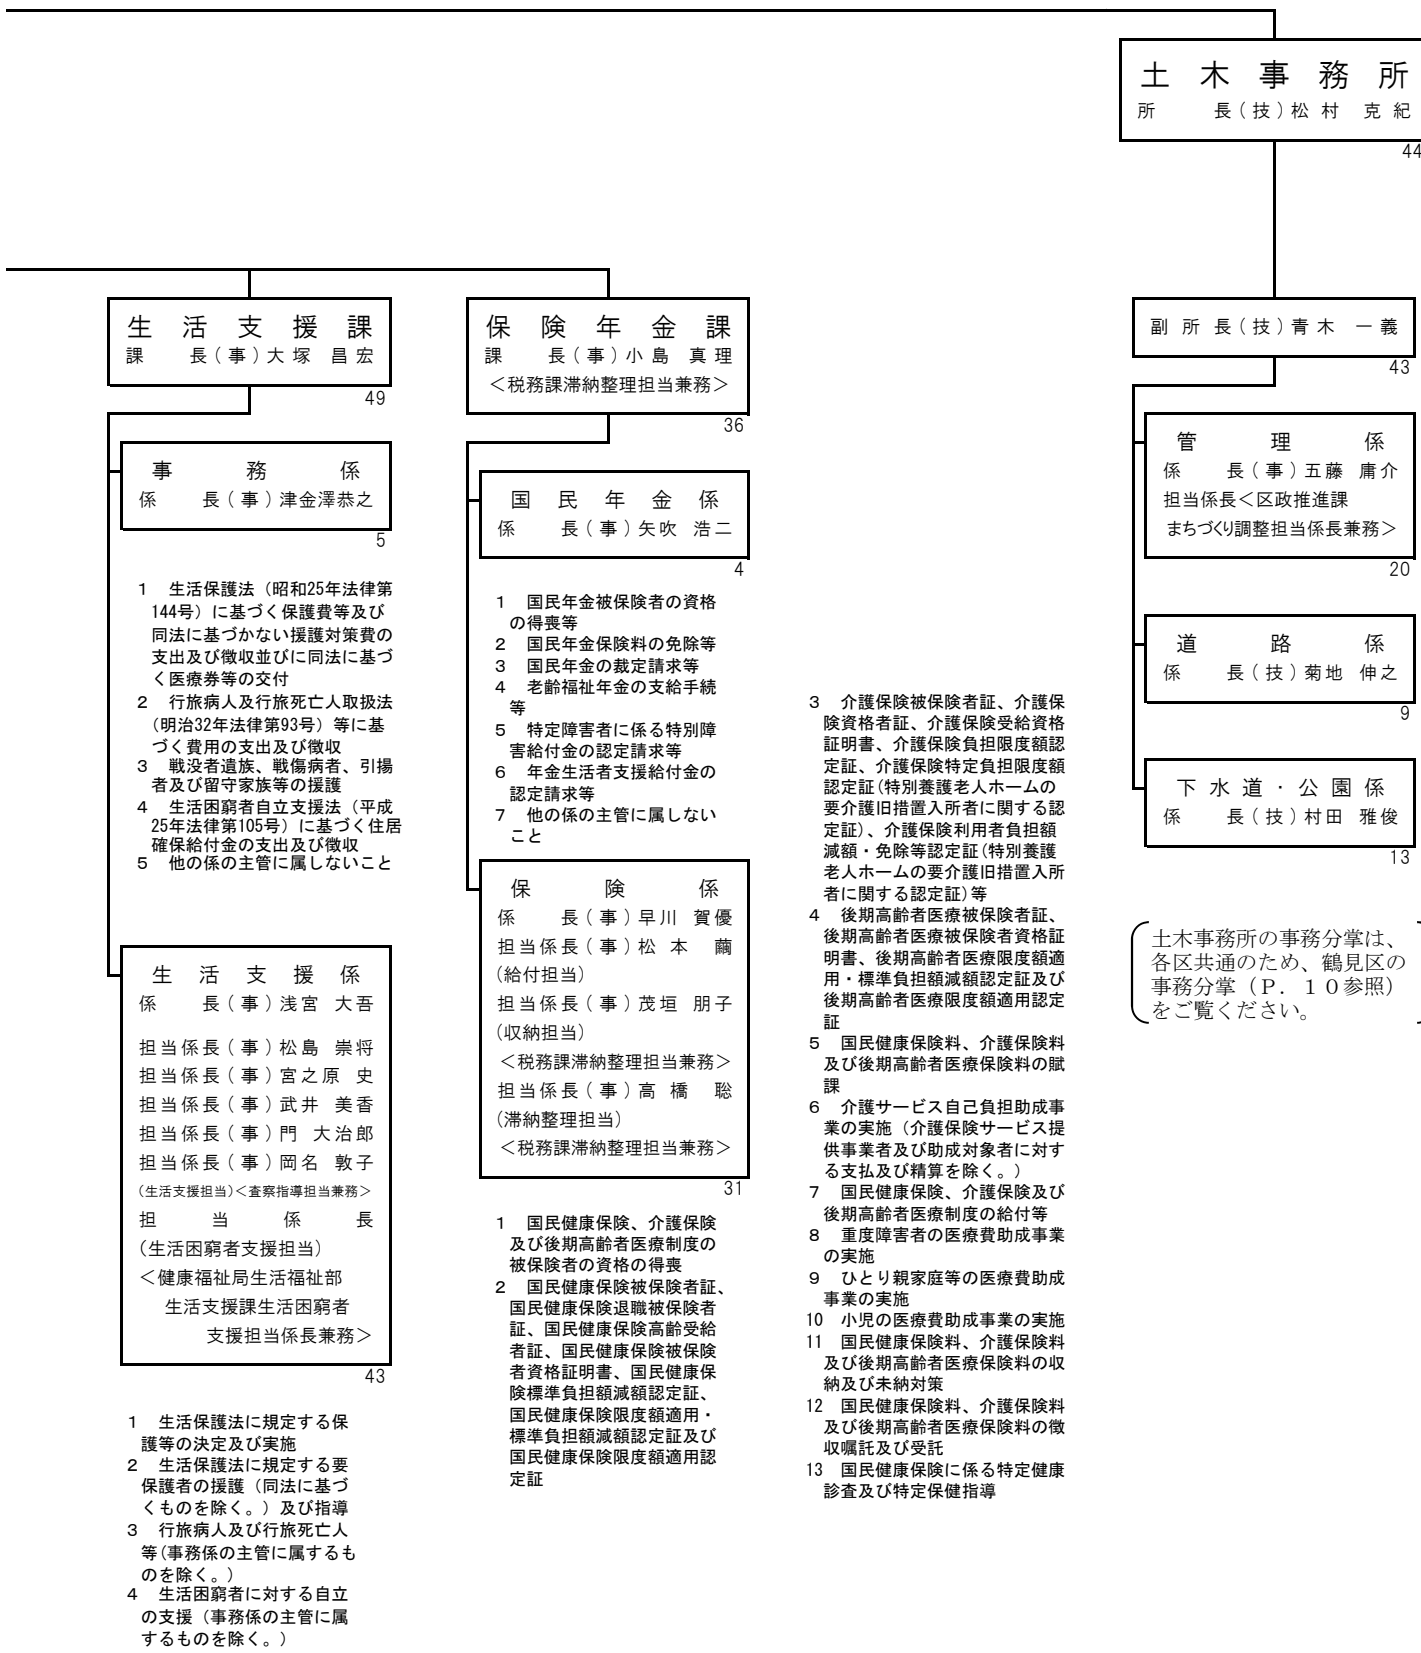 土木事務所
所　　長(技)松村　克紀
44
生活支援課
課　　長(事)大塚　昌宏
49
事務係
係　　長(事)津金澤恭之
5
1　生活保護法（昭和25年法律第
144号）に基づく保護費等及び
同法に基づかない援護対策費の
支出及び徴収並びに同法に基づ
く医療券等の交付
2　行旅病人及行旅死亡人取扱法
（明治32年法律第93号）等に基
づく費用の支出及び徴収
3　戦没者遺族、戦傷病者、引揚
者及び留守家族等の援護
4　生活困窮者自立支援法（平成
25年法律第105号）に基づく住居
確保給付金の支出及び徴収
5　他の係の主管に属しないこと
生活支援係
係　　長(事)浅宮　大吾
担当係長(事)松島　崇将
担当係長(事)宮之原　史
担当係長(事)武井　美香
担当係長(事)門　大治郎
担当係長(事)岡名　敦子
(生活支援担当)＜査察指導担当兼務＞
担当係長
(生活困窮者支援担当)
＜健康福祉局生活福祉部
生活支援課生活困窮者
支援担当係長兼務＞
43
1　生活保護法に規定する保
護等の決定及び実施
2　生活保護法に規定する要
保護者の援護（同法に基づ
くものを除く。）及び指導
3　行旅病人及び行旅死亡人
等(事務係の主管に属するも
のを除く。)
4　生活困窮者に対する自立
の支援（事務係の主管に属
するものを除く。）
保険年金課
課　　長(事)小島　真理
＜税務課滞納整理担当兼務＞
36
国民年金係
係　　長(事)矢吹　浩二
4
1　国民年金被保険者の資格
の得喪等
2　国民年金保険料の免除等
3　国民年金の裁定請求等
4　老齢福祉年金の支給手続
等
5　特定障害者に係る特別障
害給付金の認定請求等
6　年金生活者支援給付金の
認定請求等
7　他の係の主管に属しない
こと
保険係
係　　長(事)早川　賀優
担当係長(事)松本　繭
(給付担当)
担当係長(事)茂垣　朋子
(収納担当)
＜税務課滞納整理担当兼務＞
担当係長(事)高橋　聡
(滞納整理担当)
＜税務課滞納整理担当兼務＞
31
1　国民健康保険、介護保険
及び後期高齢者医療制度の
被保険者の資格の得喪
2　国民健康保険被保険者証、
国民健康保険退職被保険者
証、国民健康保険高齢受給
者証、国民健康保険被保険
者資格証明書、国民健康保
険標準負担額減額認定証、
国民健康保険限度額適用・
標準負担額減額認定証及び
国民健康保険限度額適用認
定証
3　介護保険被保険者証、介護保
険資格者証、介護保険受給資格
証明書、介護保険負担限度額認
定証、介護保険特定負担限度額
認定証(特別養護老人ホームの
要介護旧措置入所者に関する認
定証)、介護保険利用者負担額
減額・免除等認定証(特別養護
老人ホームの要介護旧措置入所
者に関する認定証)等
4　後期高齢者医療被保険者証、
後期高齢者医療被保険者資格証
明書、後期高齢者医療限度額適
用・標準負担額減額認定証及び
後期高齢者医療限度額適用認定
証
5　国民健康保険料、介護保険料
及び後期高齢者医療保険料の賦
課
6　介護サービス自己負担助成事
業の実施（介護保険サービス提
供事業者及び助成対象者に対す
る支払及び精算を除く。）
7　国民健康保険、介護保険及び
後期高齢者医療制度の給付等
8　重度障害者の医療費助成事業
の実施
9　ひとり親家庭等の医療費助成
事業の実施
10　小児の医療費助成事業の実施
11　国民健康保険料、介護保険料
及び後期高齢者医療保険料の収
納及び未納対策
12　国民健康保険料、介護保険料
及び後期高齢者医療保険料の徴
収嘱託及び受託
13　国民健康保険に係る特定健康
診査及び特定保健指導
副所長(技)青木　一義
43
管理係
係　　長(事)五藤　庸介
担当係長＜区政推進課
まちづくり調整担当係長兼務＞
20
道路係
係　　長(技)菊地　伸之
9
下水道・公園係
係　　長(技)村田　雅俊
13
土木事務所の事務分掌は、
各区共通のため、鶴見区の
事務分掌（Ｐ．１０参照）
をご覧ください。